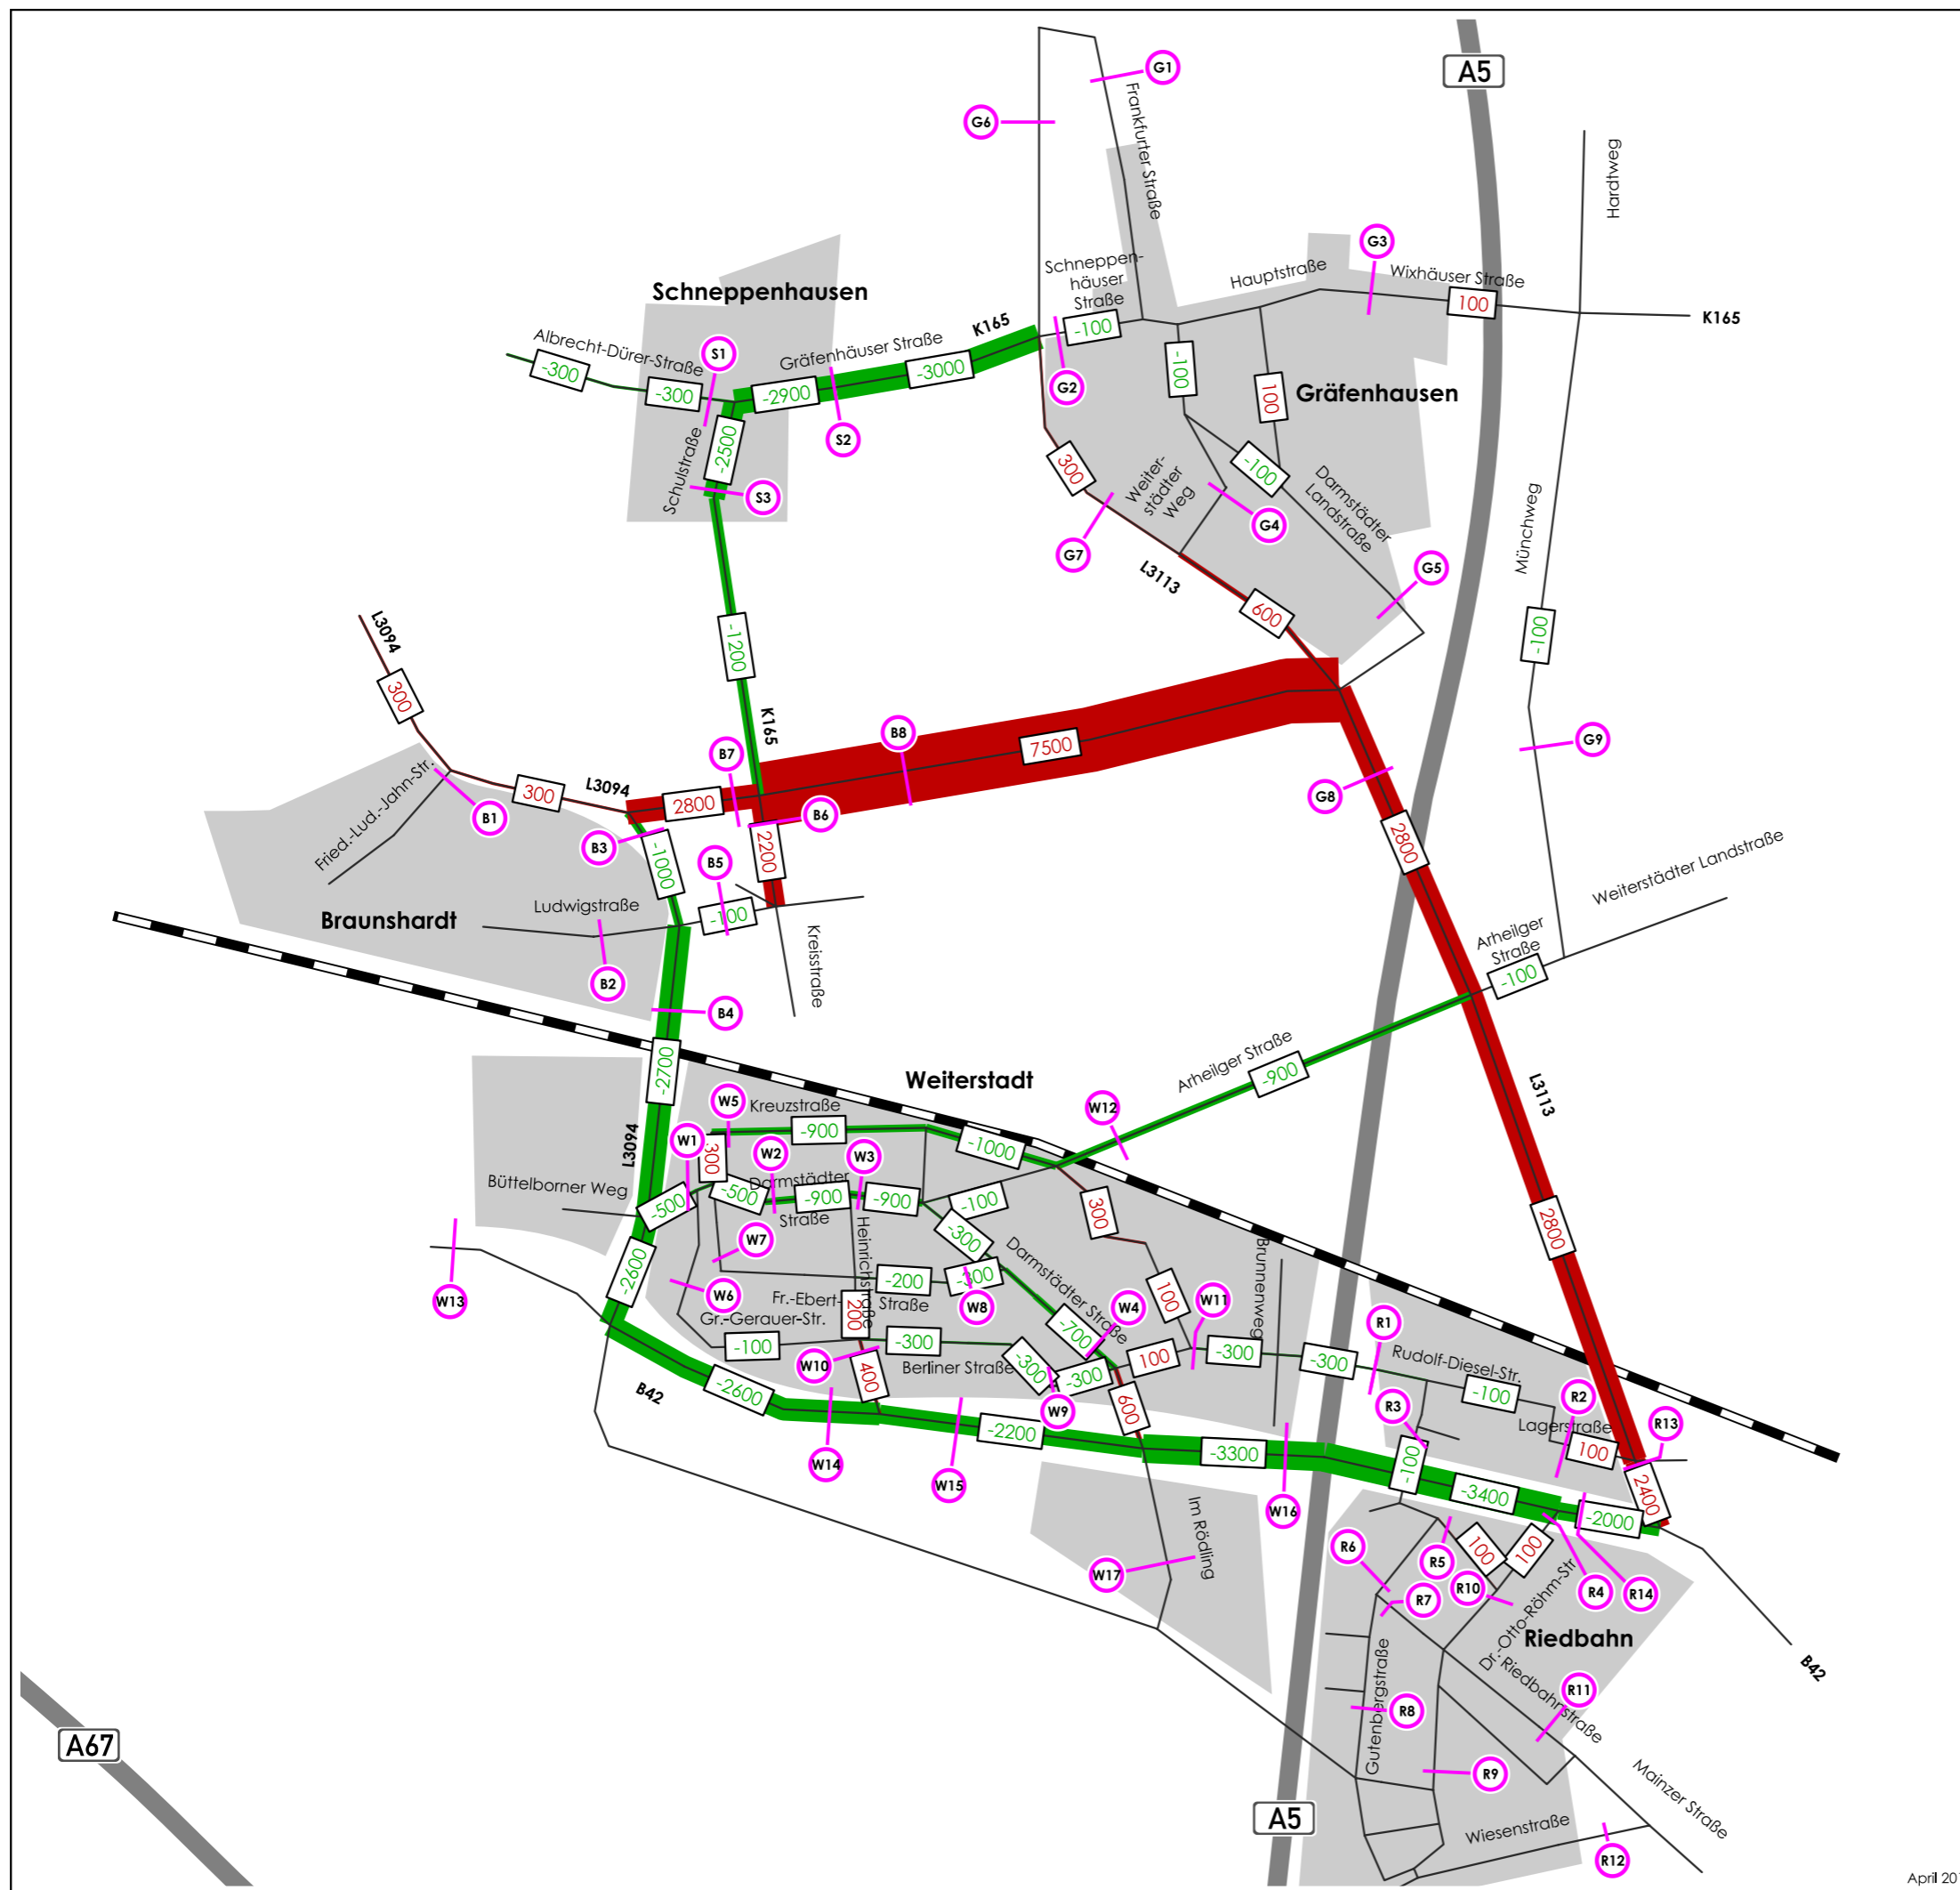 G1
A5
G6
Frankfurter Straße
Hardtweg
G3
Schneppen-
häuser
Straße
Hauptstraße
Wixhäuser Straße
100
K165
Schneppenhausen
K165
-100
Albrecht-Dürer-Straße
S1
Gräfenhäuser Straße
-300
-300
-2900
-3000
-100
G2
100
Gräfenhausen
S2
-2500
Schulstraße
S3
300
Weiter-
städter
Weg
-100
Darmstädter
Landstraße
G4
G7
L3113
G5
Münchweg
600
-100
-1200
L3094
300
K165
B7
B8
7500
G9
L3094
300
2800
B1
B6
G8
Fried.-Lud.-Jahn-Str.
B3
-1000
B5
2200
2800
Weiterstädter Landstraße
Ludwigstraße
-100
Braunshardt
Kreisstraße
Arheilger
Straße
-100
B2
B4
-2700
Weiterstadt
Arheilger Straße
-900
L3113
W5
Kreuzstraße
W12
-900
-1000
L3094
W1
300
W2
W3
Büttelborner Weg
Darmstädter
Straße
-500
-500
-900
-900
-100
300
2800
W7
Heinrichstraße
-300
Darmstädter Straße
Brunnenweg
-2600
-200
-300
W13
W6
Fr.-Ebert-
Straße
W8
100
W11
W4
Gr.-Gerauer-Str.
200
R1
-100
-300
-700
W10
Berliner Straße
-300
-300
100
-300
-300
Rudolf-Diesel-Str.
B42
-2600
400
W9
600
-100
R2
R3
Lagerstraße
R13
W14
-2200
-3300
100
-100
2400
W15
W16
-3400
-2000
Im Rödling
R6
R5
100
100
W17
R7
R10
R4
R14
Dr.-Otto-Röhm-Str.
Riedbahn
B42
Gutenbergstraße
Riedbahnstraße
R11
R8
A67
R9
Mainzer Straße
A5
Wiesenstraße
R12
April 201